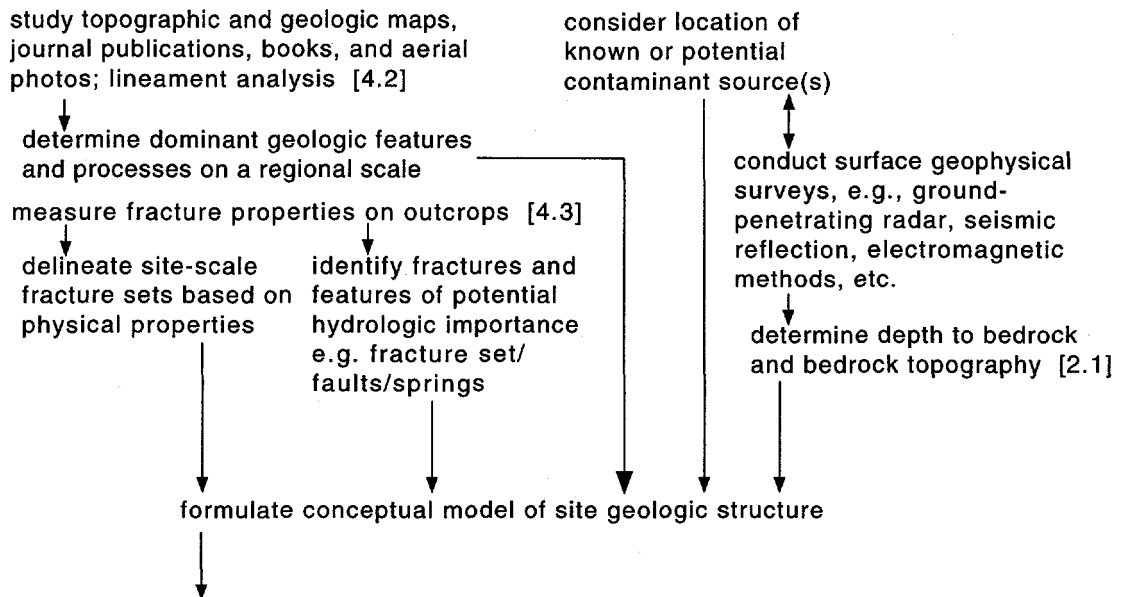 study topographic and geologic maps,
journal publications, books, and aerial
photos; lineament analysis [4.2]
consider location of
known or potential
contaminant source(s)
determine dominant geologic features
and processes on a regional scale
conduct surface geophysical
surveys, e.g., ground-
penetrating radar, seismic
reflection, electromagnetic
methods, etc.
measure fracture properties on outcrops [4.3]
delineate site-scale
fracture sets based on
physical properties
identify fractures and
features of potential
hydrologic importance
e.g. fracture set/
faults/springs
determine depth to bedrock
and bedrock topography [2.1]
formulate conceptual model of site geologic structure